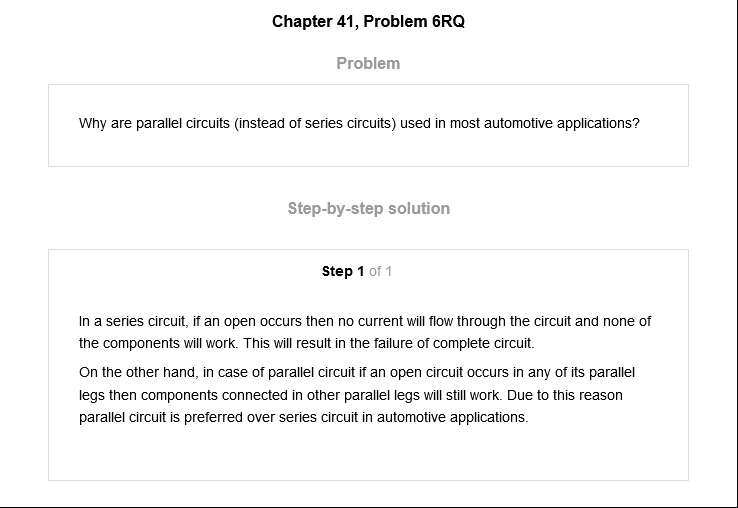 Chapter 41, Problem 6RQ
Problem
Why are parallel circuits (instead of series circuits) used in most automotive applications?
Step-by-step solution
Step 1 of 1
In a series circuit, if an open occurs then no current will flow through the circuit and none of
the components will work. This will result in the failure of complete circuit.
On the other hand, in case of parallel circuit if an open circuit occurs in any of its parallel
legs then components connected in other parallel legs will still work. Due to this reason
parallel circuit is preferred over series circuit in automotive applications.